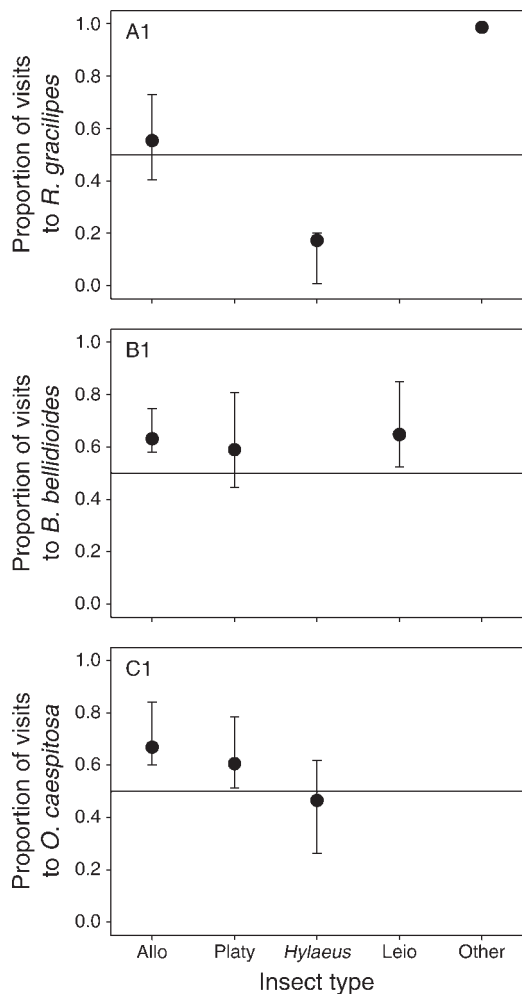 A1
Proportion of visits
to R. gracilipes
1.0
0.8
0.6
0.4
0.2
0.0
B1
Proportion of visits
to B. bellidioides
1.0
0.8
0.6
0.4
0.2
0.0
C1
Proportion of visits
to O. caespitosa
1.0
0.8
0.6
0.4
0.2
0.0
Allo Platy Hylaeus Leio Other
Insect type